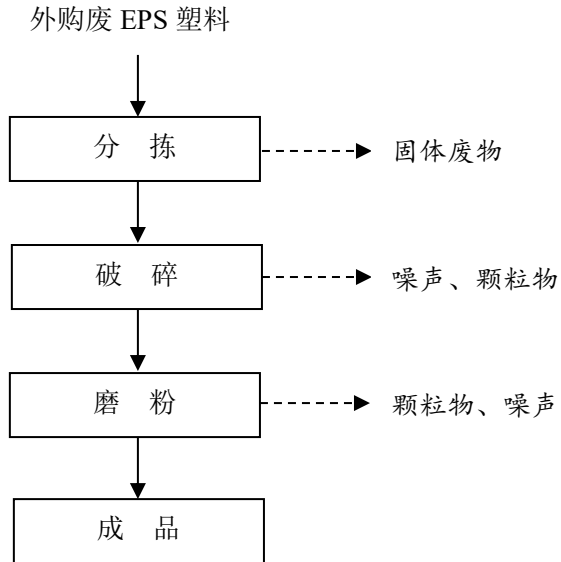 外购废 EPS 塑料
分 拣
固体废物
破 碎
噪声、颗粒物
磨 粉
颗粒物、噪声
成 品